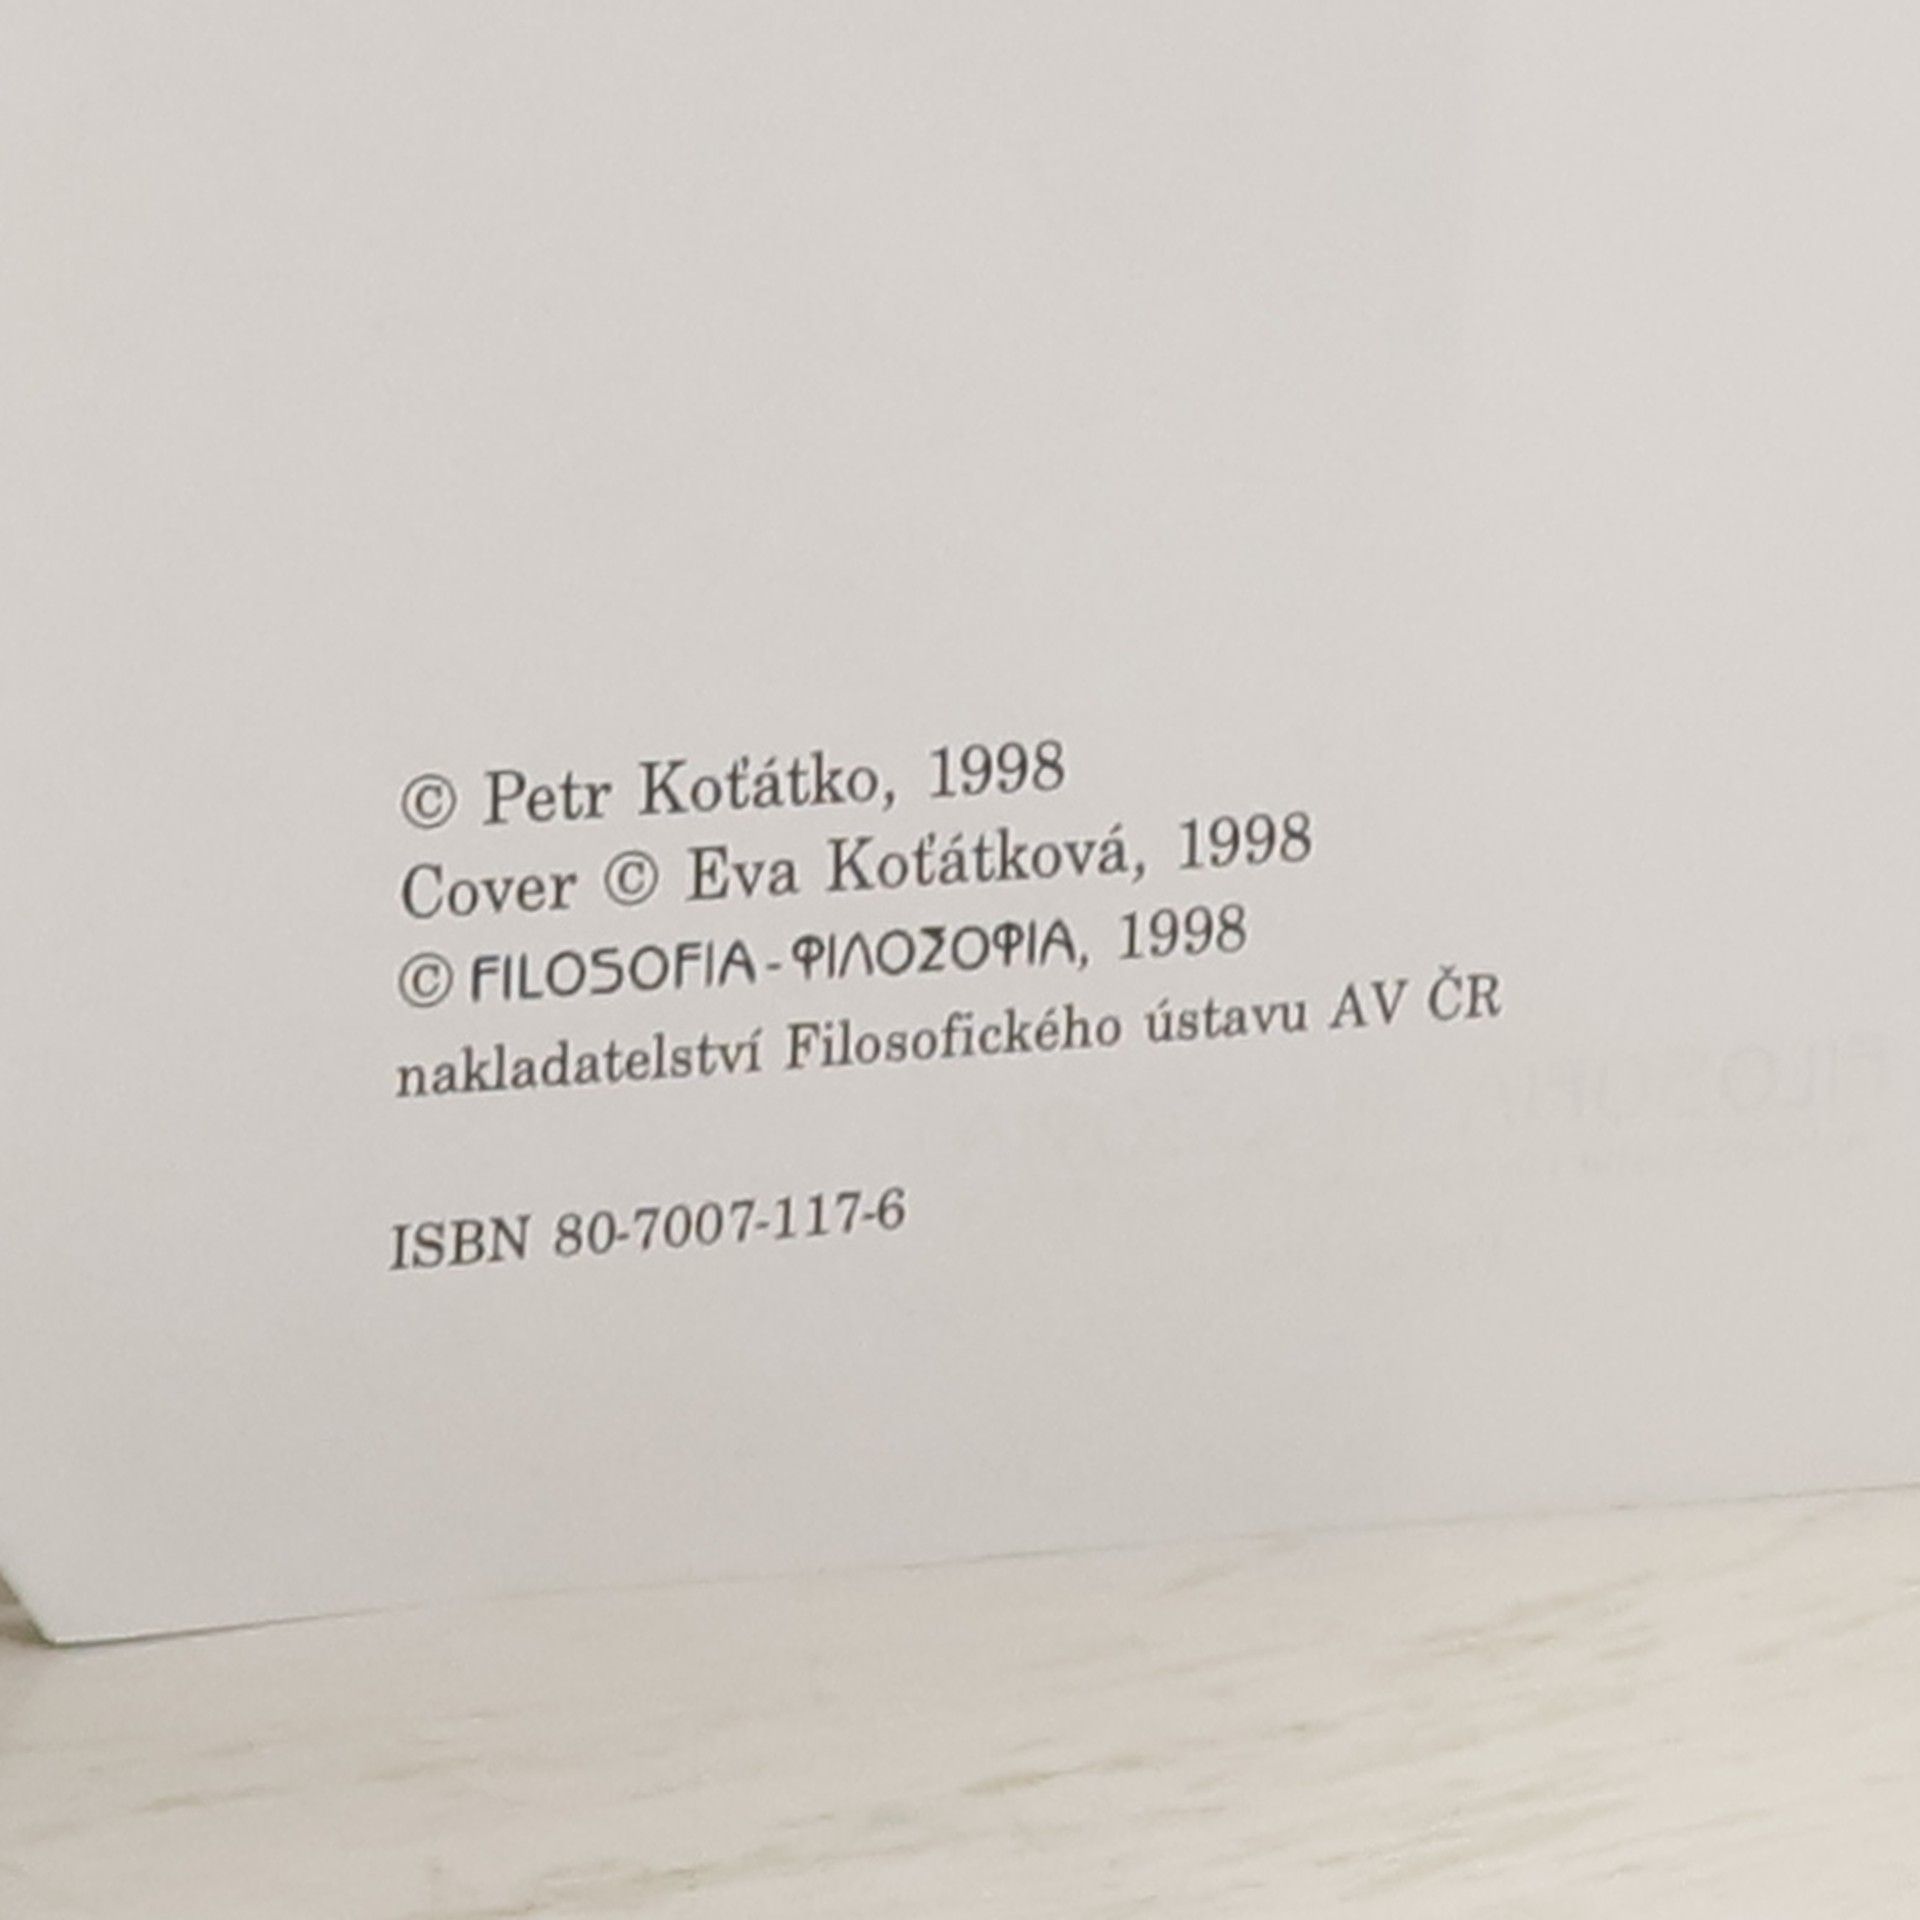 © Petr Koťátko, 1998
Cover © Eva Koťátková, 1998
© FILOSOFIA-ΦΙΛΟΣΟΦΙΑ, 1998
nakladatelství Filosofického ústavu AV ČR
ISBN 80-7007-117-6